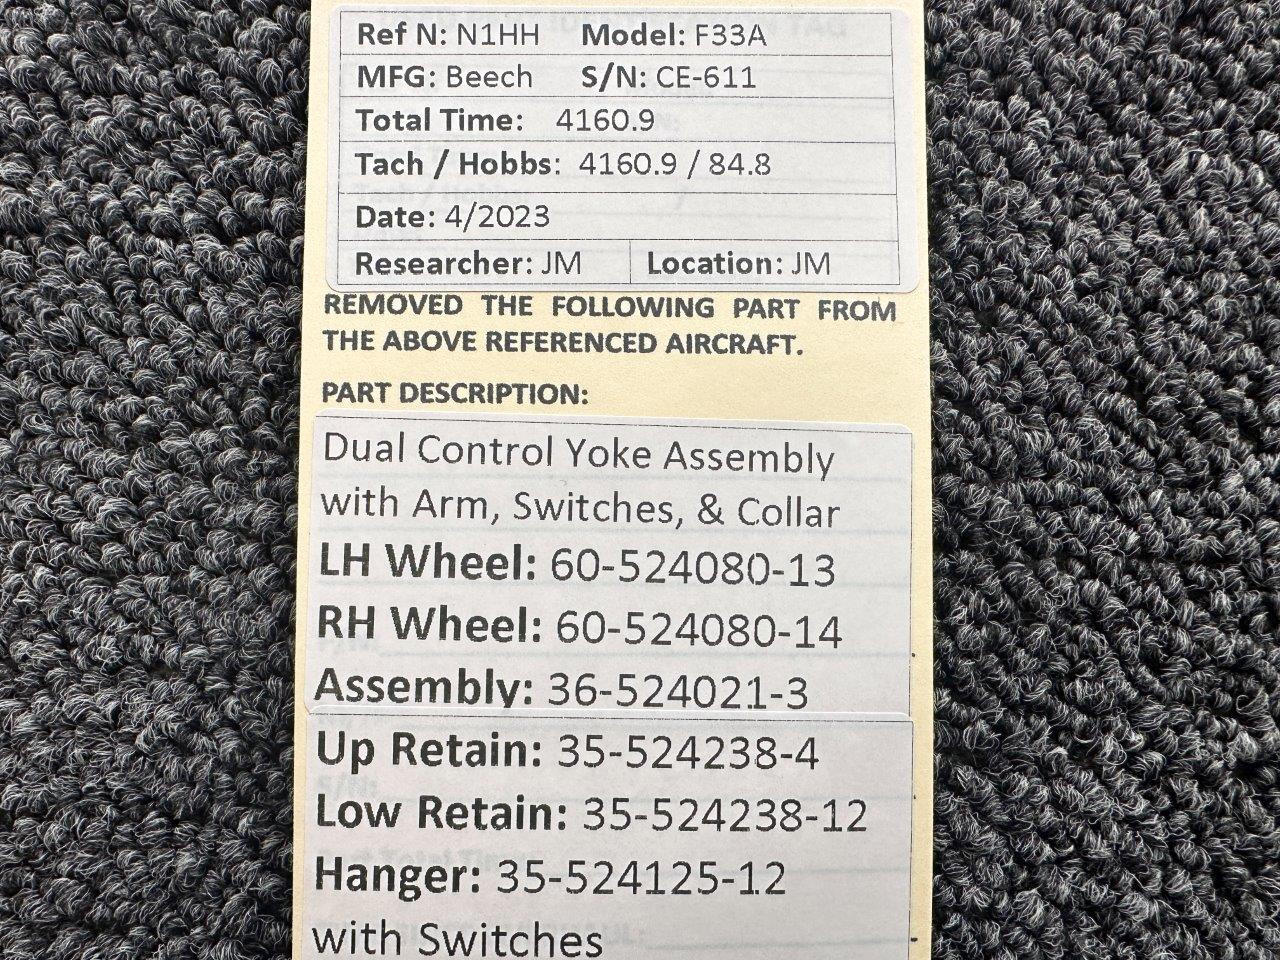 Ref N: N1HH Model: F33A
MFG: Beech S/N: CE-611
Total Time: 4160.9
Tach / Hobbs: 4160.9 / 84.8
Date: 4/2023
Researcher: JM Location: JM
REMOVED THE FOLLOWING PART FROM
THE ABOVE REFERENCED AIRCRAFT.
PART DESCRIPTION:
Dual Control Yoke Assembly
with Arm, Switches, & Collar
LH Wheel: 60-524080-13
RH Wheel: 60-524080-14
Assembly: 36-524021-3
Up Retain: 35-524238-4
Low Retain: 35-524238-12
Hanger: 35-524125-12
with Switches